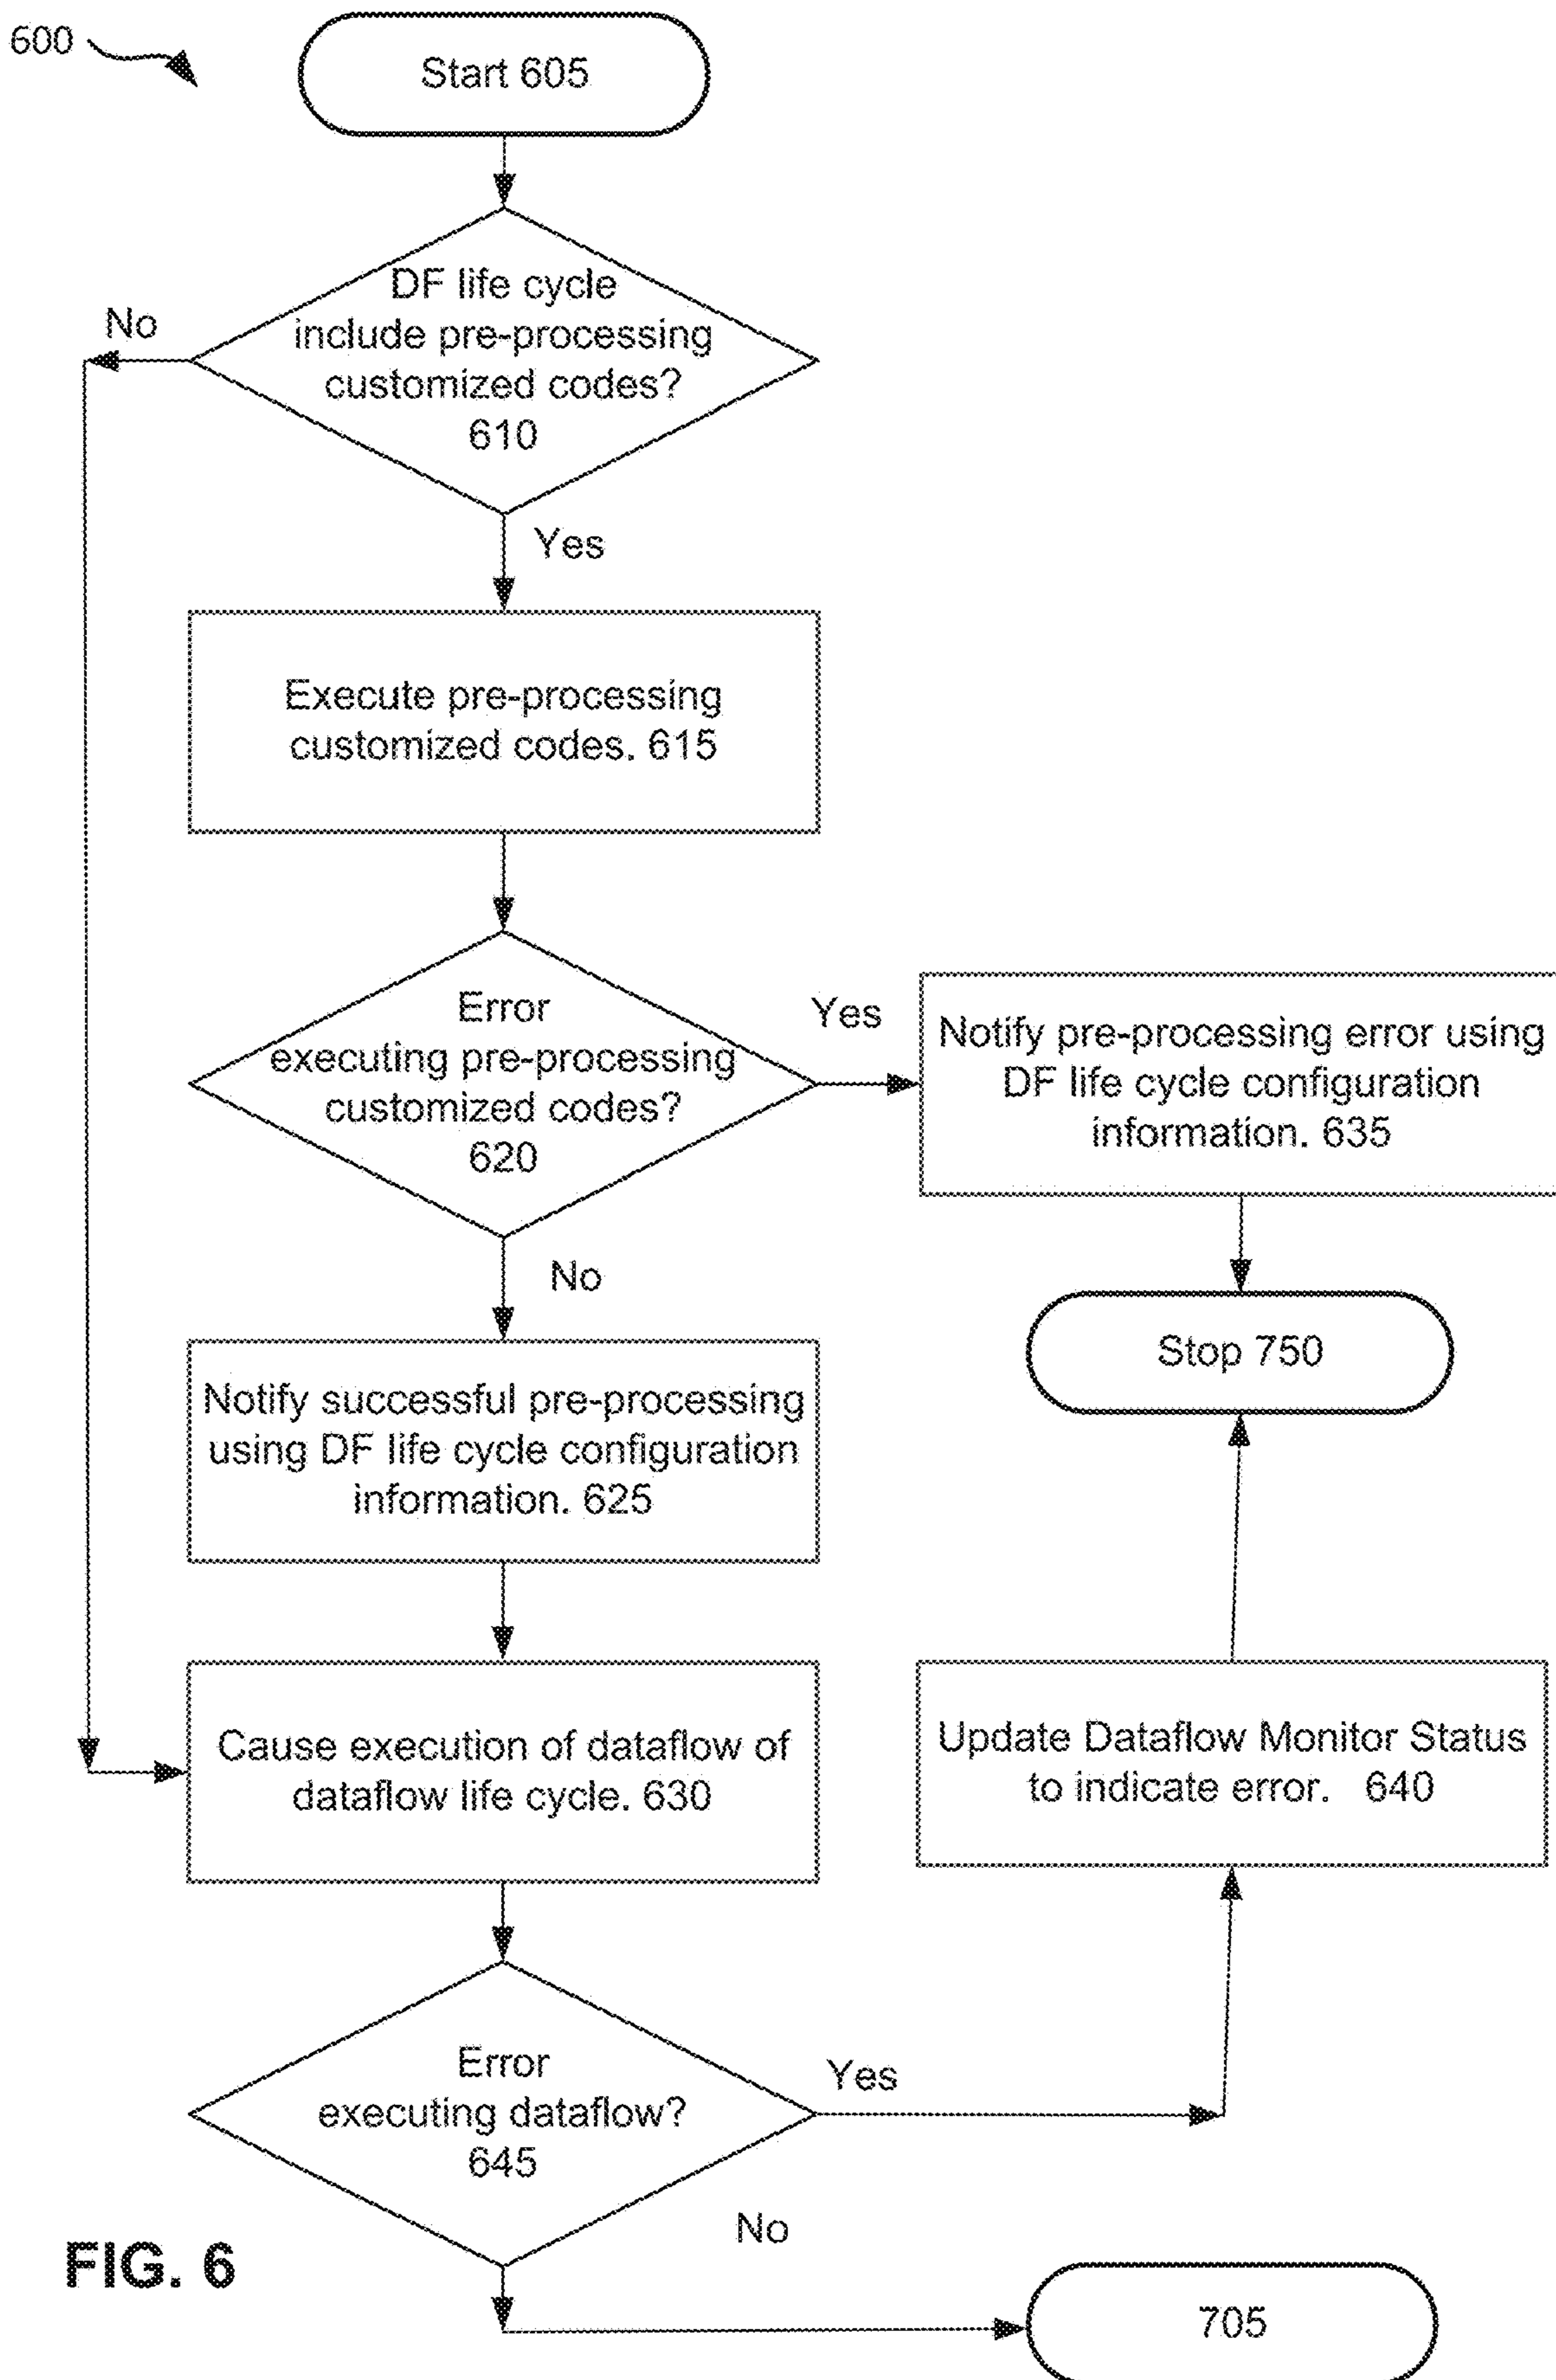 600
Start 605
DF life cycle
include pre-processing
customized codes?
610
No
Yes
Execute pre-processing
customized codes. 615
Error
executing pre-processing
customized codes?
620
Yes
Notify pre-processing error using
DF life cycle configuration
information. 635
No
Stop 750
Notify successful pre-processing
using DF life cycle configuration
information. 625
Cause execution of dataflow of
dataflow life cycle. 630
Update Dataflow Monitor Status
to indicate error. 640
Error
executing dataflow?
645
Yes
No
FIG. 6
705